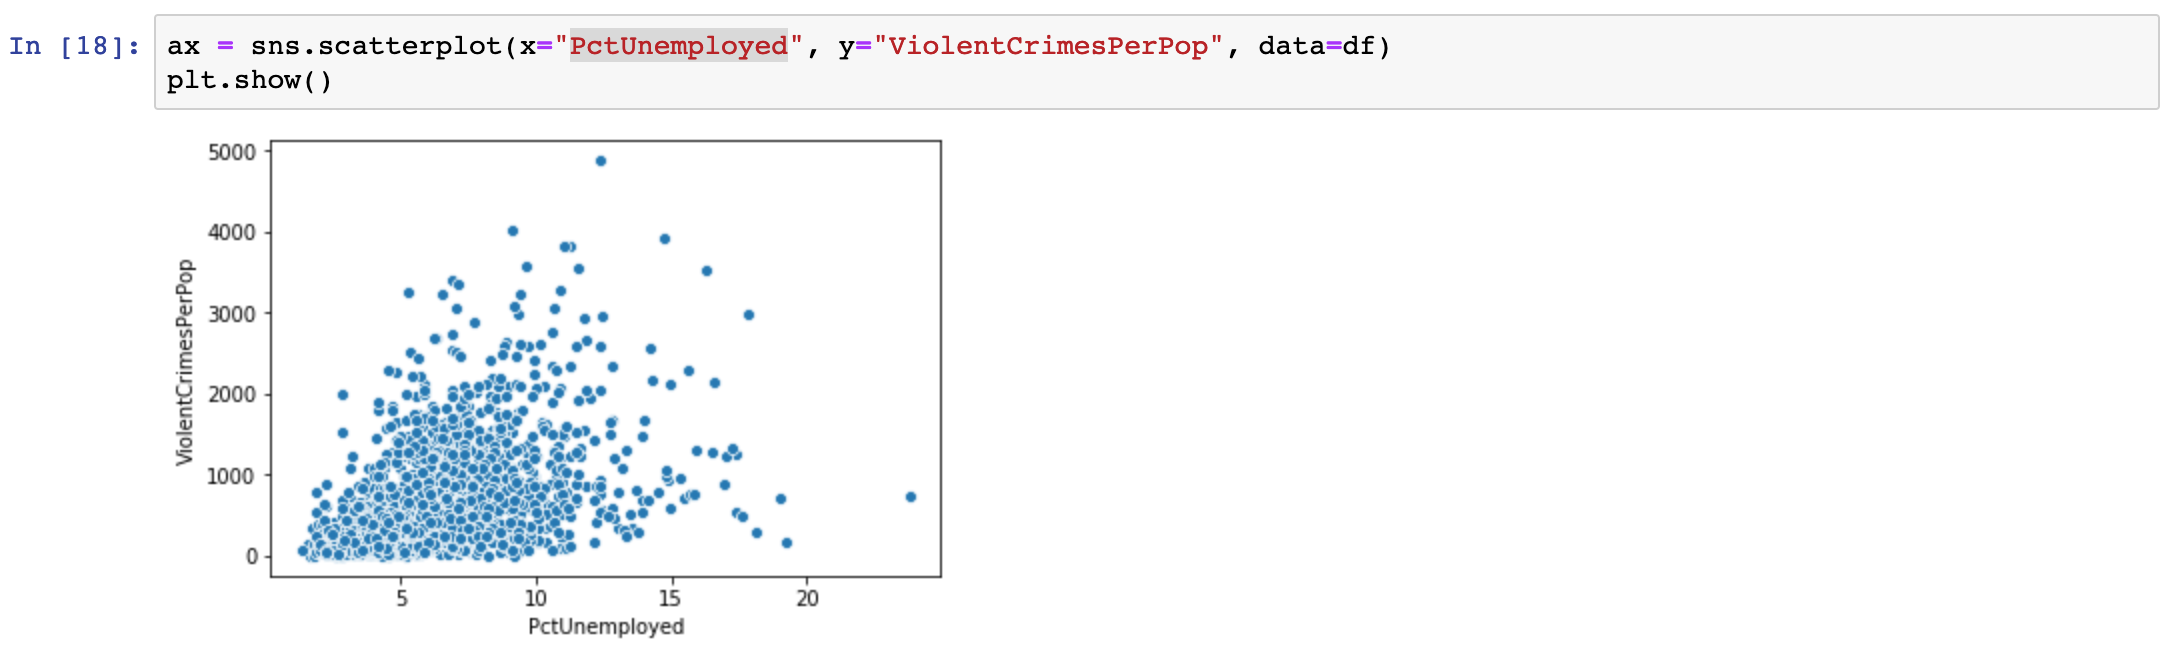 In [18]: ax = sns.scatterplot(x="PctUnemployed", y="ViolentCrimesPerPop", data=df)
plt.show()
5000
4000
3000
2000
1000
0
ViolentCrimesPerPop
5 10 15 20
PctUnemployed